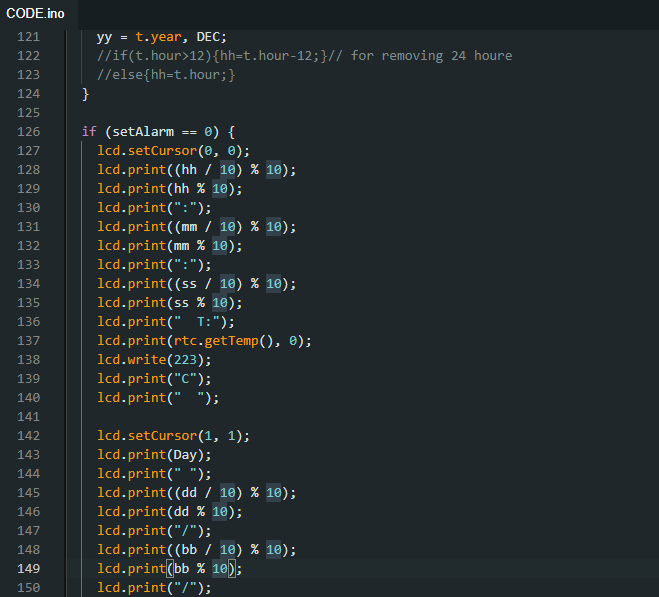 CODE.ino
121 yy = t.year, DEC;
122 //if(t.hour>12){hh=t.hour-12;}// for removing 24 houre
123 //else{hh=t.hour;}
124 }
125
126 if (setAlarm == 0) {
127 lcd.setCursor(0, 0);
128 lcd.print((hh / 10) % 10);
129 lcd.print(hh % 10);
130 lcd.print(":");
131 lcd.print((mm / 10) % 10);
132 lcd.print(mm % 10);
133 lcd.print(":");
134 lcd.print((ss / 10) % 10);
135 lcd.print(ss % 10);
136 lcd.print("  T:");
137 lcd.print(rtc.getTemp(), 0);
138 lcd.write(223);
139 lcd.print("C");
140 lcd.print("  ");
141
142 lcd.setCursor(1, 1);
143 lcd.print(Day);
144 lcd.print(" ");
145 lcd.print((dd / 10) % 10);
146 lcd.print(dd % 10);
147 lcd.print("/");
148 lcd.print((bb / 10) % 10);
149 lcd.print(bb % 10);
150 lcd.print("/");